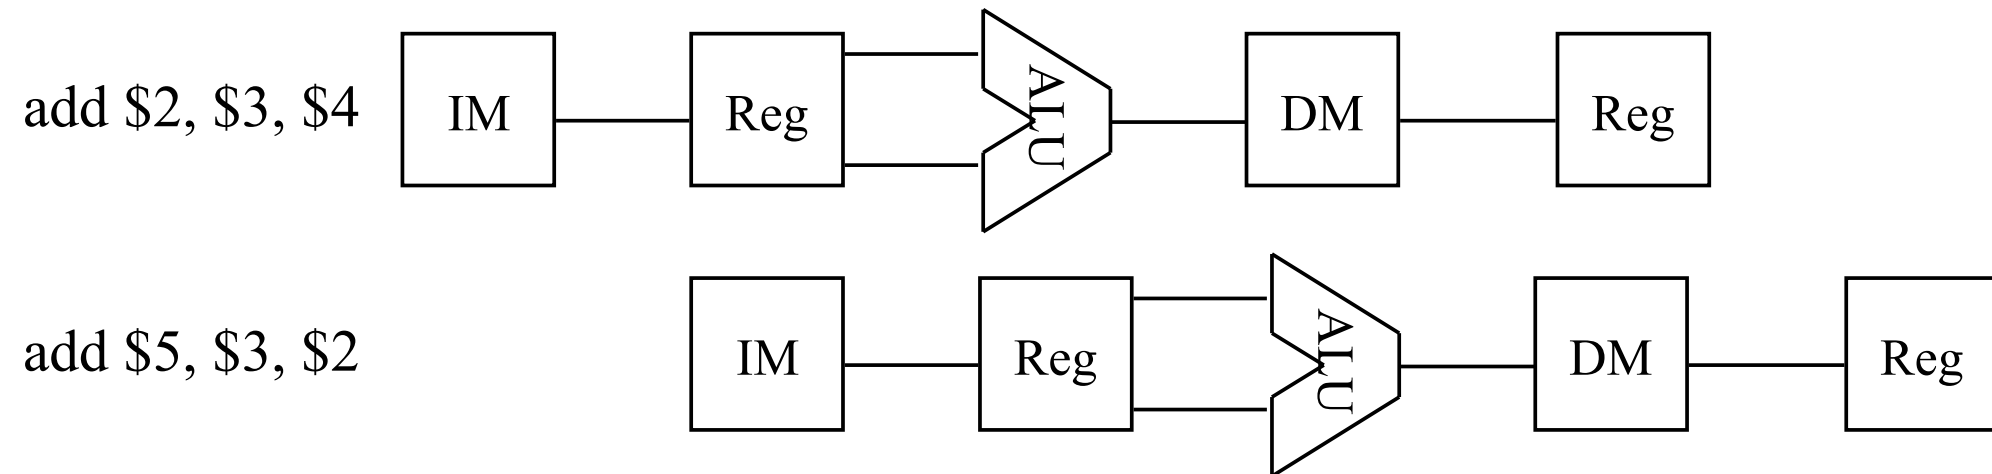 add $2, $3, $4 IM Reg ALU DM Reg
add $5, $3, $2 IM Reg ALU DM Reg